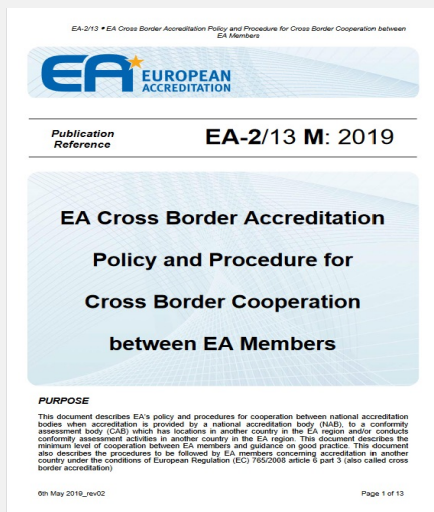 EA-2/13 • EA Cross Border Accreditation Policy and Procedure for Cross Border Cooperation between
EA Members
EA EUROPEAN
ACCREDITATION
Publication
Reference
EA-2/13 M: 2019
EA Cross Border Accreditation
Policy and Procedure for
Cross Border Cooperation
between EA Members
PURPOSE
This document describes EA's policy and procedures for cooperation between national accreditation
bodies when accreditation is provided by a national accreditation body (NAB), to a conformity
assessment body (CAB) which has locations in another country in the EA region and/or conducts
conformity assessment activities in another country in the EA region. This document describes the
minimum level of cooperation between EA members and guidance on good practice. This document
also describes the procedures to be followed by EA members concerning accreditation in another
country under the conditions of European Regulation (EC) 765/2008 article 6 part 3 (also called cross
border accreditation)
6th May 2019_rev02
Page 1 of 13